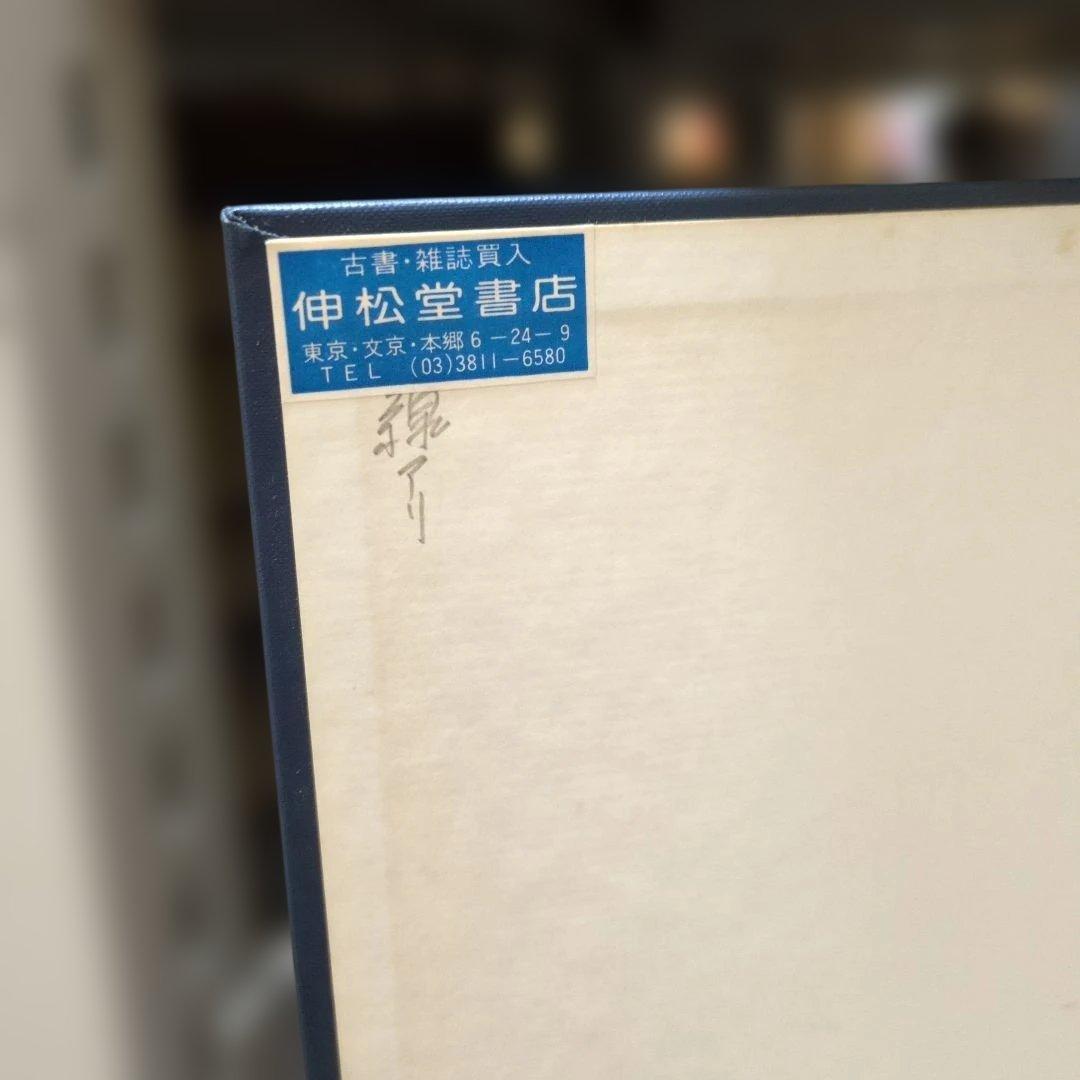 古書・雑誌買入
伸松堂書店
東京・文京・本郷6-24-9
TEL (03)3811-6580
線アリ